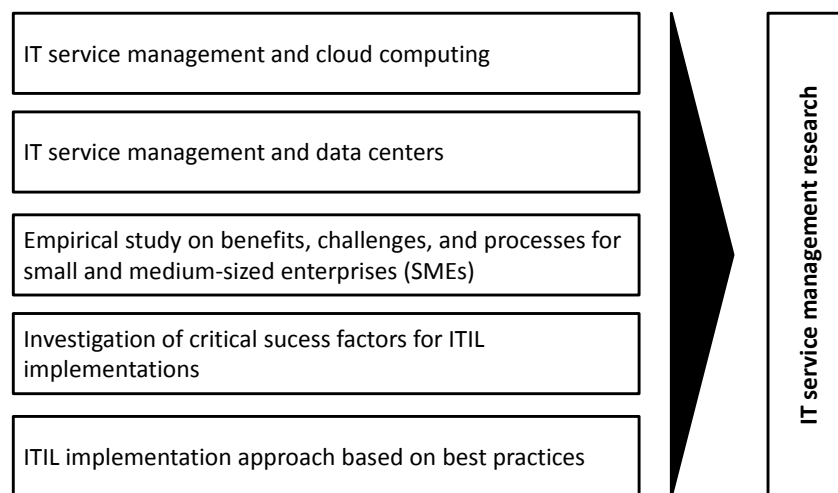 IT service management and cloud computing
IT service management and data centers
Empirical study on benefits, challenges, and processes for
small and medium-sized enterprises (SMEs)
Investigation of critical sucess factors for ITIL
implementations
ITIL implementation approach based on best practices
IT service management research